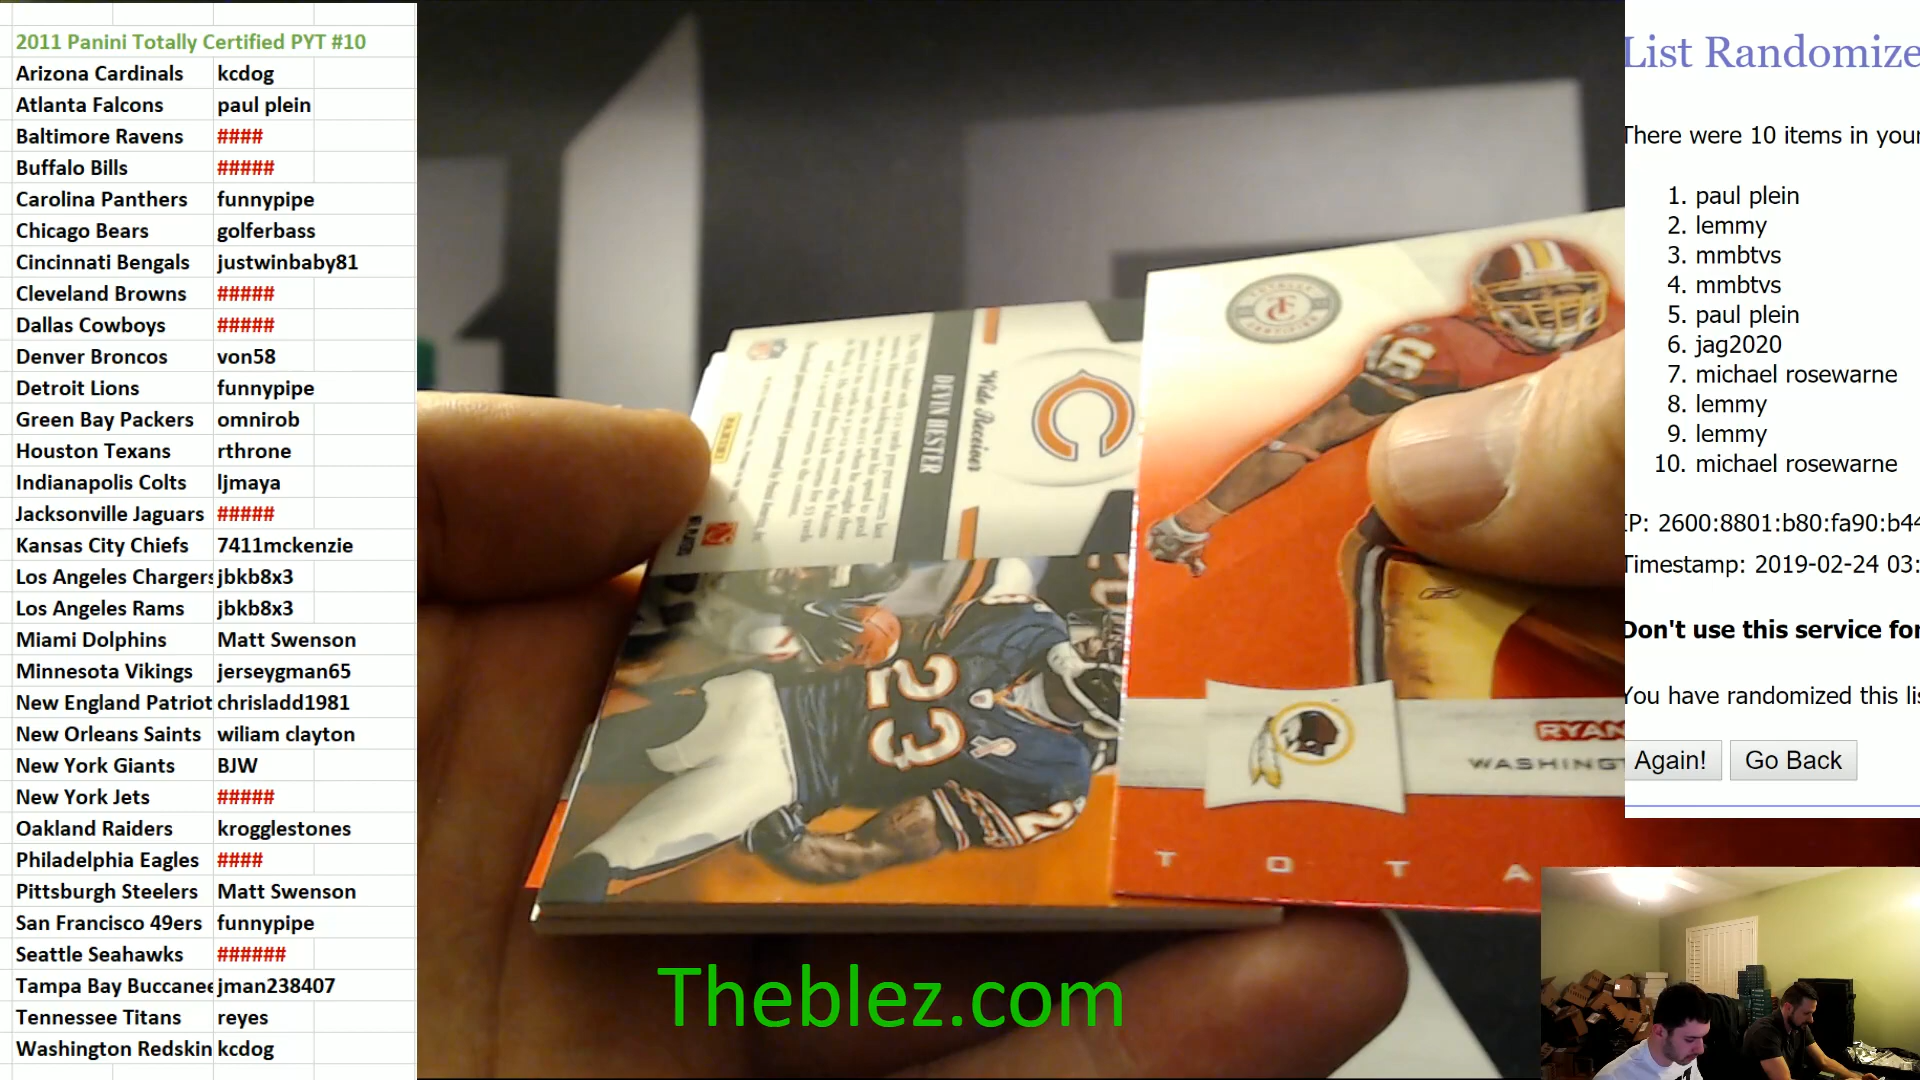 2011 Panini Totally Certified PYT #10
Arizona Cardinals kcdog
Atlanta Falcons paul plein
Baltimore Ravens ####
Buffalo Bills #####
Carolina Panthers funnypipe
Chicago Bears golferbass
Cincinnati Bengals justwinbaby81
Cleveland Browns #####
Dallas Cowboys #####
Denver Broncos von58
Detroit Lions funnypipe
Green Bay Packers omnirob
Houston Texans rthrone
Indianapolis Colts ljmaya
Jacksonville Jaguars #####
Kansas City Chiefs 7411mckenzie
Los Angeles Chargers jbkb8x3
Los Angeles Rams jbkb8x3
Miami Dolphins Matt Swenson
Minnesota Vikings jerseygman65
New England Patriot chrisladd1981
New Orleans Saints wiliam clayton
New York Giants BJW
New York Jets #####
Oakland Raiders krogglestones
Philadelphia Eagles ####
Pittsburgh Steelers Matt Swenson
San Francisco 49ers funnypipe
Seattle Seahawks ######
Tampa Bay Buccanee jman238407
Tennessee Titans reyes
Washington Redskin kcdog
Wide Receiver
DEVIN HESTER
PANINI
23
2
TOTALLY
CERTIFIED
TC
16
RYAN
WASHINGT
T O T A
Theblez.com
List Randomize
There were 10 items in your
1. paul plein
2. lemmy
3. mmbtvs
4. mmbtvs
5. paul plein
6. jag2020
7. michael rosewarne
8. lemmy
9. lemmy
10. michael rosewarne
IP: 2600:8801:b80:fa90:b44
Timestamp: 2019-02-24 03:
Don't use this service for
You have randomized this lis
Again!
Go Back